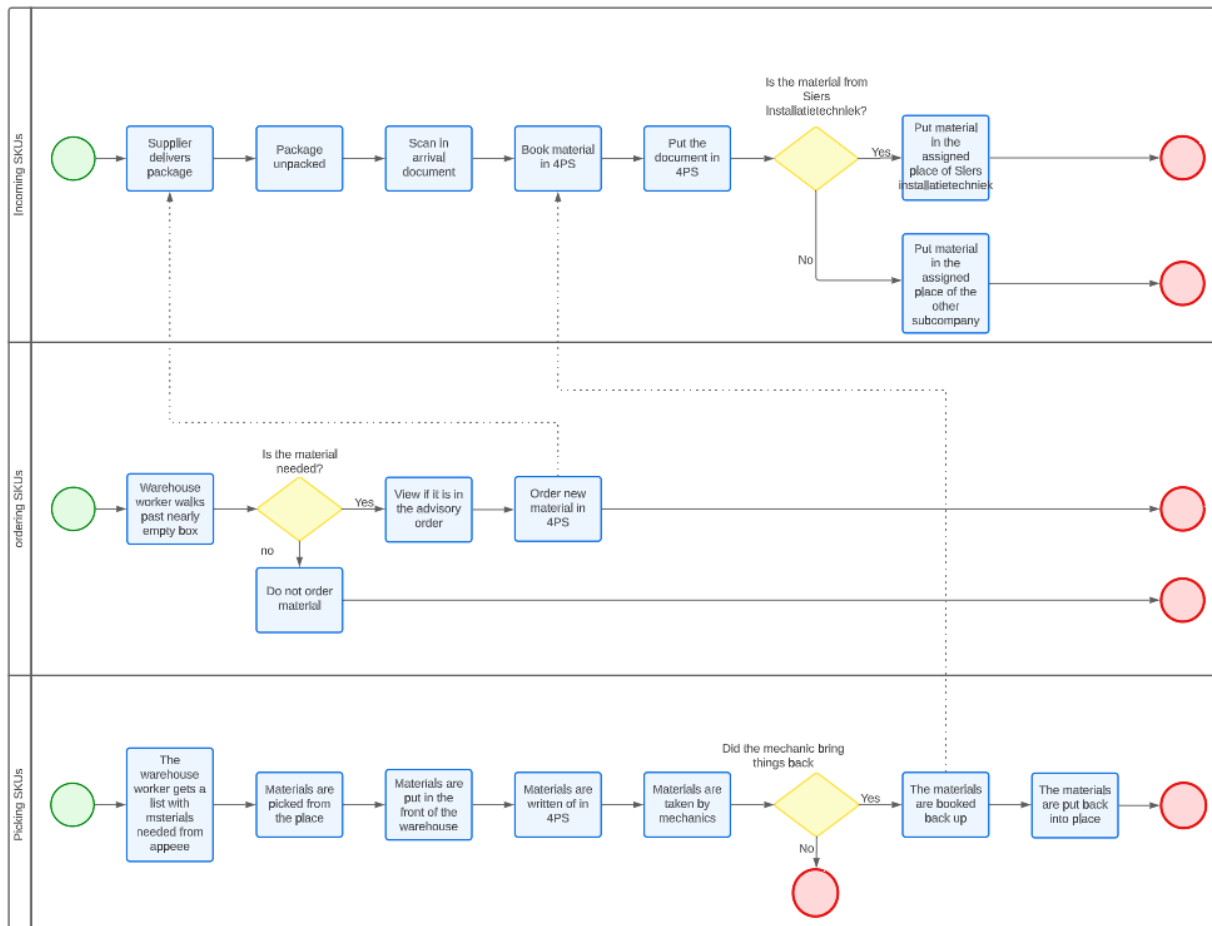 Incoming SKUs
Supplier
delivers
package
Package
unpacked
Scan in
arrival
document
Book material
in 4PS
Put the
document in
4PS
Is the material from
Siers
Installatietechniek?
Yes
Put material
in the
assigned
place of Siers
installatietechniek
No
Put material
in the
assigned
place of the
other
subcompany
ordering SKUs
Warehouse
worker walks
past nearly
empty box
Is the material
needed?
Yes
View if it is in
the advisory
order
Order new
material in
4PS
no
Do not order
material
Picking SKUs
The
warehouse
worker gets a
list with
msterials
needed from
appeee
Materials are
picked from
the place
Materials are
put in the
front of the
warehouse
Materials are
written of in
4PS
Materials are
taken by
mechanics
Did the mechanic bring
things back
Yes
The materials
are booked
back up
The materials
are put back
into place
No